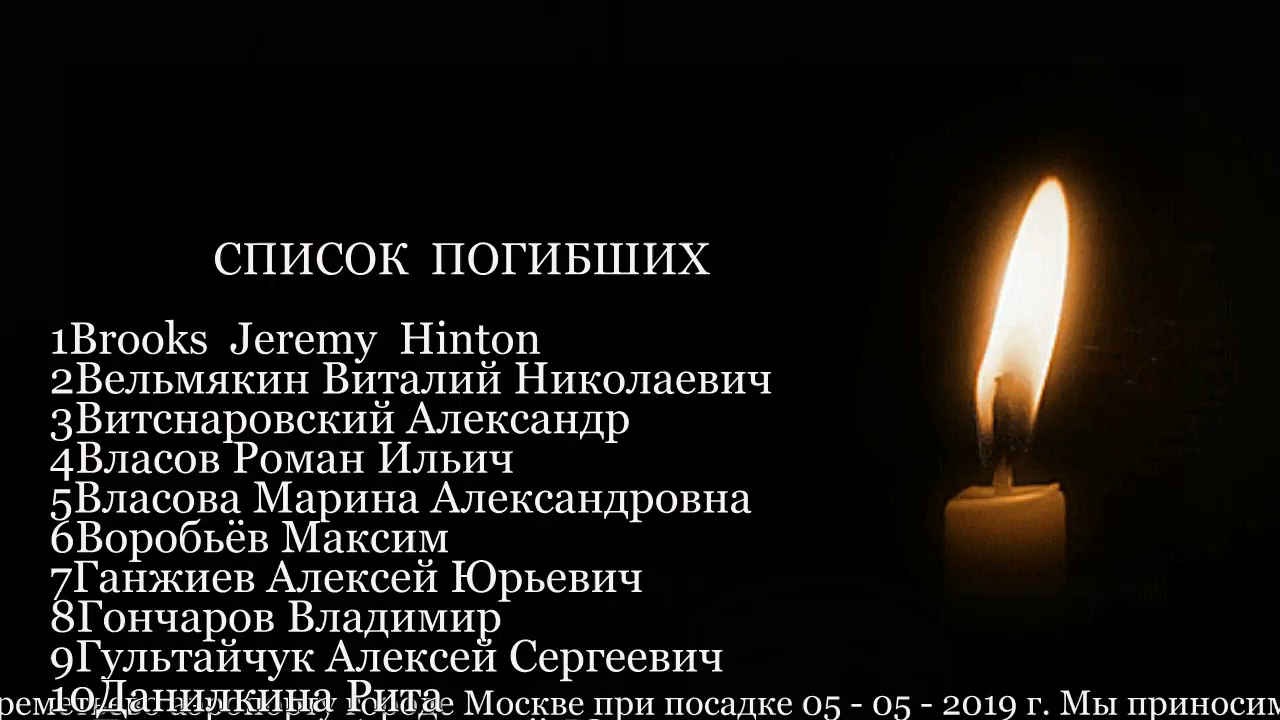 СПИСОК ПОГИБШИХ
1Brooks Jeremy Hinton
2Вельмякин Виталий Николаевич
3Витснаровский Александр
4Власов Роман Ильич
5Власова Марина Александровна
6Воробьёв Максим
7Ганжиев Алексей Юрьевич
8Гончаров Владимир
9Гультайчук Алексей Сергеевич
10Данилкина Рита
городе Москве при посадке 05 - 05 - 2019 г. Мы приносим